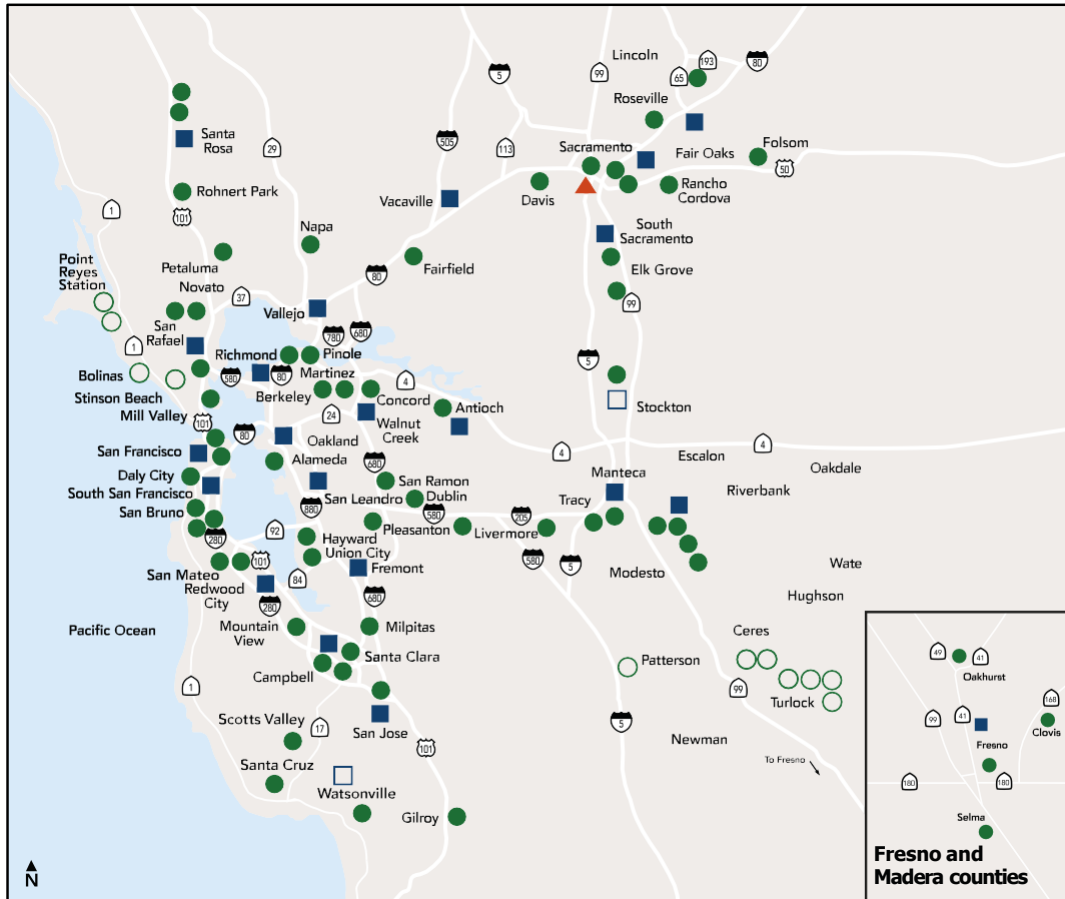 Lincoln
193
80
5
99
65
Roseville
Santa
Rosa
29
505
113
Sacramento
Fair Oaks
Folsom
50
Rohnert Park
1
101
Vacaville
Davis
Rancho
Cordova
Napa
South
Sacramento
Point
Reyes
Station
Petaluma
Fairfield
80
Elk Grove
Novato
37
Vallejo
99
1
San
Rafael
780
680
Richmond
Pinole
5
Bolinas
580
80
Martinez
4
Stinson Beach
Berkeley
Concord
Antioch
Stockton
Mill Valley
101
24
Walnut
Creek
80
Oakland
4
4
San Francisco
Alameda
680
Escalon
Oakdale
Daly City
San Ramon
Manteca
South San Francisco
San Leandro
Dublin
Tracy
Riverbank
San Bruno
880
580
205
92
Pleasanton
Livermore
280
Hayward
Union City
101
580
5
San Mateo
84
Fremont
Modesto
Wate
Redwood
City
280
680
Hughson
Pacific Ocean
Mountain
View
Milpitas
Ceres
Santa Clara
Patterson
Campbell
1
99
Turlock
Scotts Valley
17
San Jose
5
101
Newman
Santa Cruz
To Fresno
Watsonville
Gilroy
N
49
41
Oakhurst
168
99
41
Clovis
Fresno
180
180
Selma
Fresno and
Madera counties